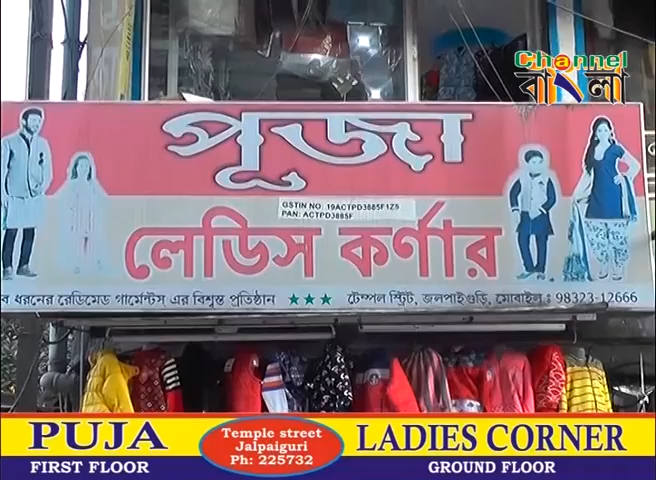 Channel
বাংলা
পূজা
GSTIN NO: 19ACTPD3885F1Z5
PAN: ACTPD3885F
লেডিস কর্ণার
ব ধরনের রেডিমেড গার্মেন্টস্ এর বিশ্বস্ত প্রতিষ্ঠান ★★★ টেম্পল স্ট্রিট, জলপাইগুড়ি, মোবাইল : 98323-12666
PUJA
FIRST FLOOR
Temple street
Jalpaiguri
Ph: 225732
LADIES CORNER
GROUND FLOOR